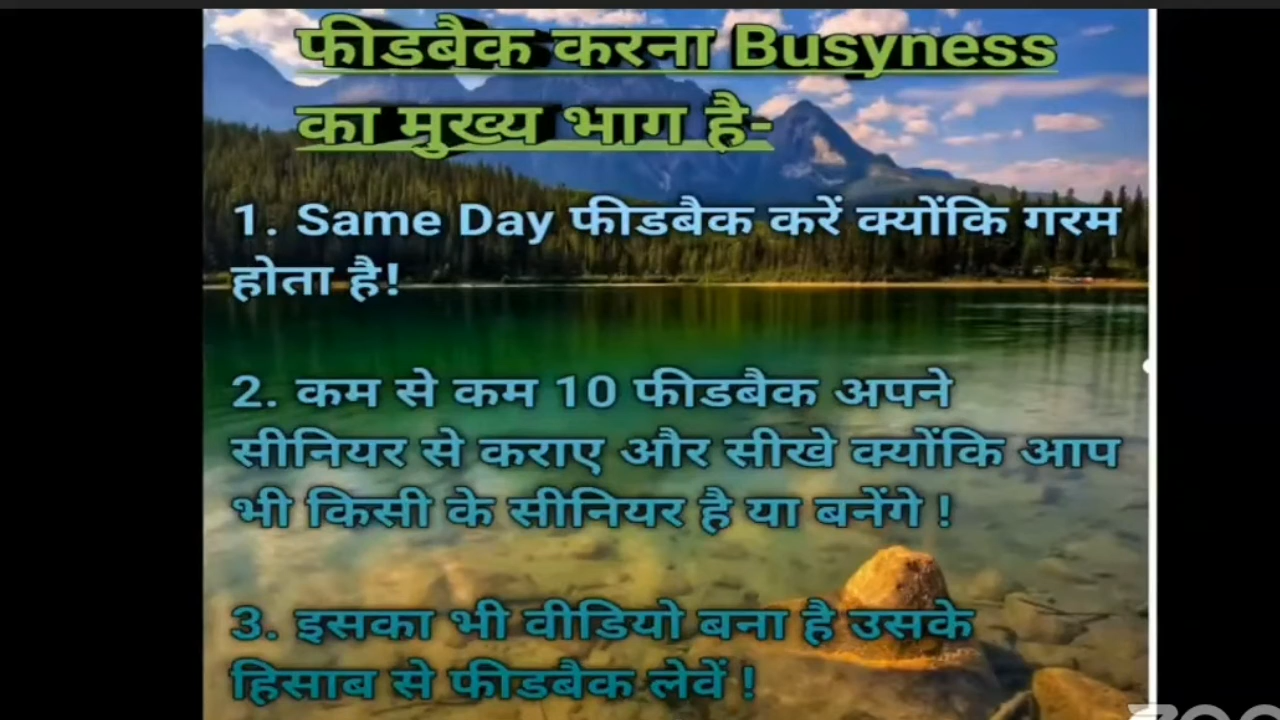 फीडबैक करना Busyness
का मुख्य भाग है-
1. Same Day फीडबैक करें क्योंकि गरम
होता है!
2. कम से कम 10 फीडबैक अपने
सीनियर से कराए और सीखे क्योंकि आप
भी किसी के सीनियर है या बनेंगे !
3. इसका भी वीडियो बना है उसके
हिसाब से फीडबैक लेवें !